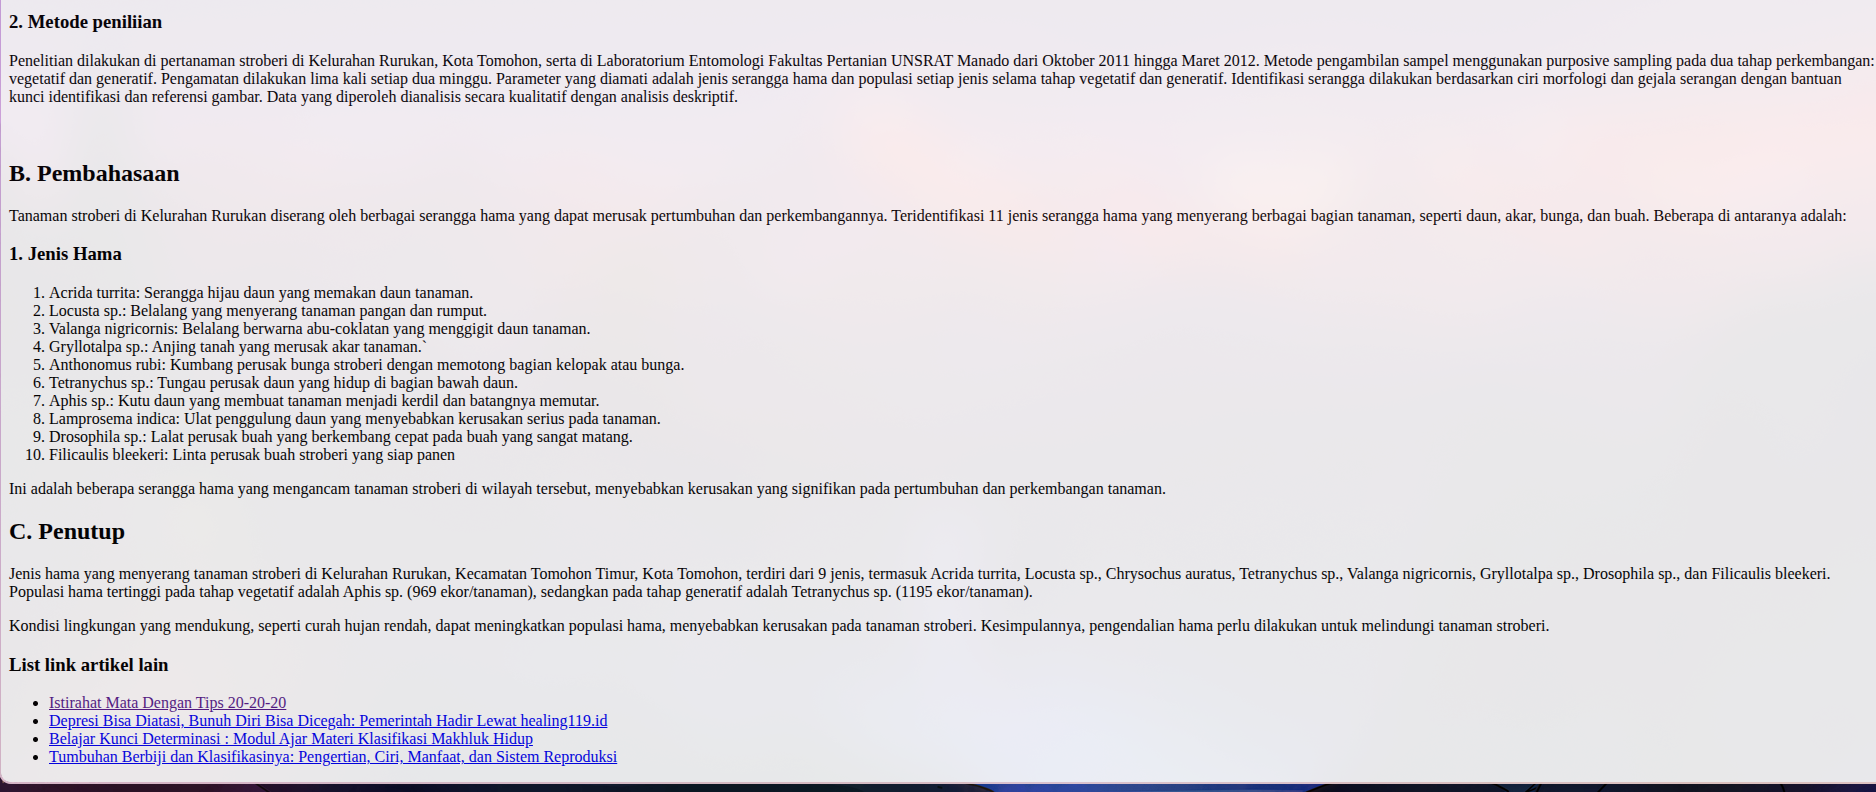 2. Metode peniliian
Penelitian dilakukan di pertanaman stroberi di Kelurahan Rurukan, Kota Tomohon, serta di Laboratorium Entomologi Fakultas Pertanian UNSRAT Manado dari Oktober 2011 hingga Maret 2012. Metode pengambilan sampel menggunakan purposive sampling pada dua tahap perkembangan:
vegetatif dan generatif. Pengamatan dilakukan lima kali setiap dua minggu. Parameter yang diamati adalah jenis serangga hama dan populasi setiap jenis selama tahap vegetatif dan generatif. Identifikasi serangga dilakukan berdasarkan ciri morfologi dan gejala serangan dengan bantuan
kunci identifikasi dan referensi gambar. Data yang diperoleh dianalisis secara kualitatif dengan analisis deskriptif.
B. Pembahasaan
Tanaman stroberi di Kelurahan Rurukan diserang oleh berbagai serangga hama yang dapat merusak pertumbuhan dan perkembangannya. Teridentifikasi 11 jenis serangga hama yang menyerang berbagai bagian tanaman, seperti daun, akar, bunga, dan buah. Beberapa di antaranya adalah:
1. Jenis Hama
1. Acrida turrita: Serangga hijau daun yang memakan daun tanaman.
2. Locusta sp.: Belalang yang menyerang tanaman pangan dan rumput.
3. Valanga nigricornis: Belalang berwarna abu-coklatan yang menggigit daun tanaman.
4. Gryllotalpa sp.: Anjing tanah yang merusak akar tanaman.`
5. Anthonomus rubi: Kumbang perusak bunga stroberi dengan memotong bagian kelopak atau bunga.
6. Tetranychus sp.: Tungau perusak daun yang hidup di bagian bawah daun.
7. Aphis sp.: Kutu daun yang membuat tanaman menjadi kerdil dan batangnya memutar.
8. Lamprosema indica: Ulat penggulung daun yang menyebabkan kerusakan serius pada tanaman.
9. Drosophila sp.: Lalat perusak buah yang berkembang cepat pada buah yang sangat matang.
10. Filicaulis bleekeri: Linta perusak buah stroberi yang siap panen
Ini adalah beberapa serangga hama yang mengancam tanaman stroberi di wilayah tersebut, menyebabkan kerusakan yang signifikan pada pertumbuhan dan perkembangan tanaman.
C. Penutup
Jenis hama yang menyerang tanaman stroberi di Kelurahan Rurukan, Kecamatan Tomohon Timur, Kota Tomohon, terdiri dari 9 jenis, termasuk Acrida turrita, Locusta sp., Chrysochus auratus, Tetranychus sp., Valanga nigricornis, Gryllotalpa sp., Drosophila sp., dan Filicaulis bleekeri.
Populasi hama tertinggi pada tahap vegetatif adalah Aphis sp. (969 ekor/tanaman), sedangkan pada tahap generatif adalah Tetranychus sp. (1195 ekor/tanaman).
Kondisi lingkungan yang mendukung, seperti curah hujan rendah, dapat meningkatkan populasi hama, menyebabkan kerusakan pada tanaman stroberi. Kesimpulannya, pengendalian hama perlu dilakukan untuk melindungi tanaman stroberi.
List link artikel lain
• Istirahat Mata Dengan Tips 20-20-20
• Depresi Bisa Diatasi, Bunuh Diri Bisa Dicegah: Pemerintah Hadir Lewat healing119.id
• Belajar Kunci Determinasi : Modul Ajar Materi Klasifikasi Makhluk Hidup
• Tumbuhan Berbiji dan Klasifikasinya: Pengertian, Ciri, Manfaat, dan Sistem Reproduksi